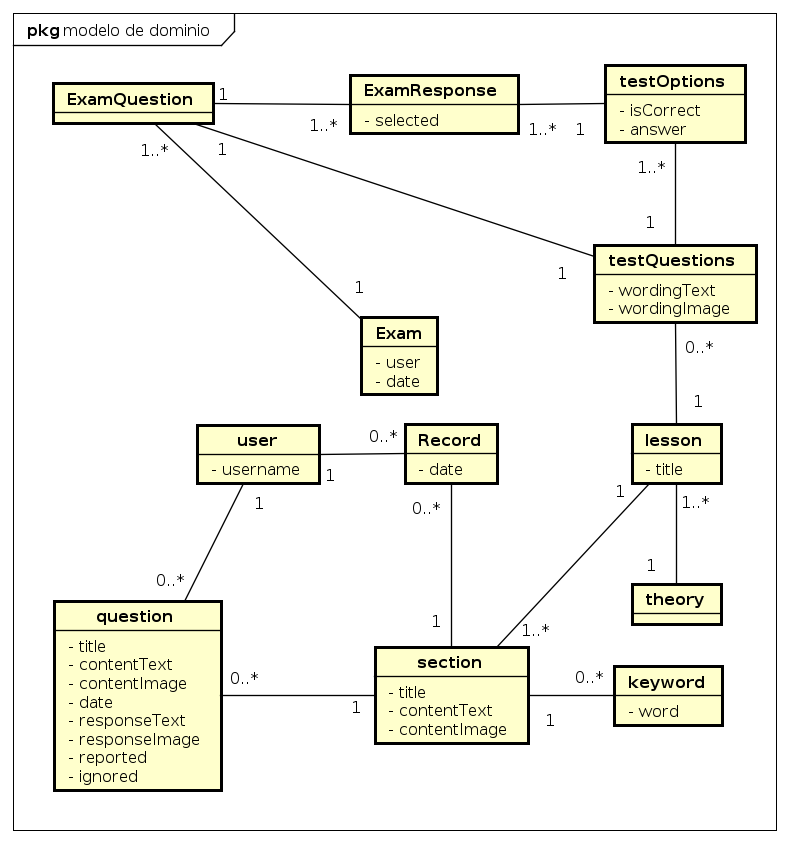 pkg modelo de dominio
ExamQuestion
1
1..*
ExamResponse
- selected
1..*
1
testOptions
- isCorrect
- answer
1..*
1
1..*
1
1
1
testQuestions
- wordingText
- wordingImage
Exam
- user
- date
0..*
1
user
- username
1
0..*
Record
- date
lesson
- title
1
0..*
1
1..*
1
theory
0..*
1
1..*
question
- title
- contentText
- contentImage
- date
- responseText
- responseImage
- reported
- ignored
0..*
1
section
- title
- contentText
- contentImage
0..*
1
keyword
- word